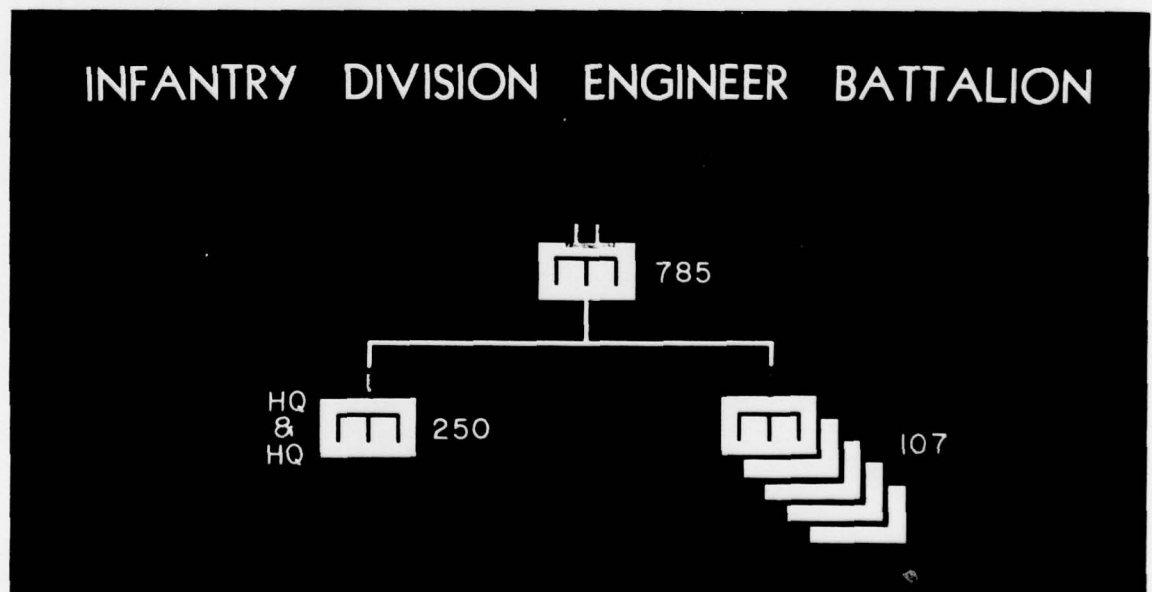 INFANTRY DIVISION ENGINEER BATTALION
785
HQ
&
HQ
250
107